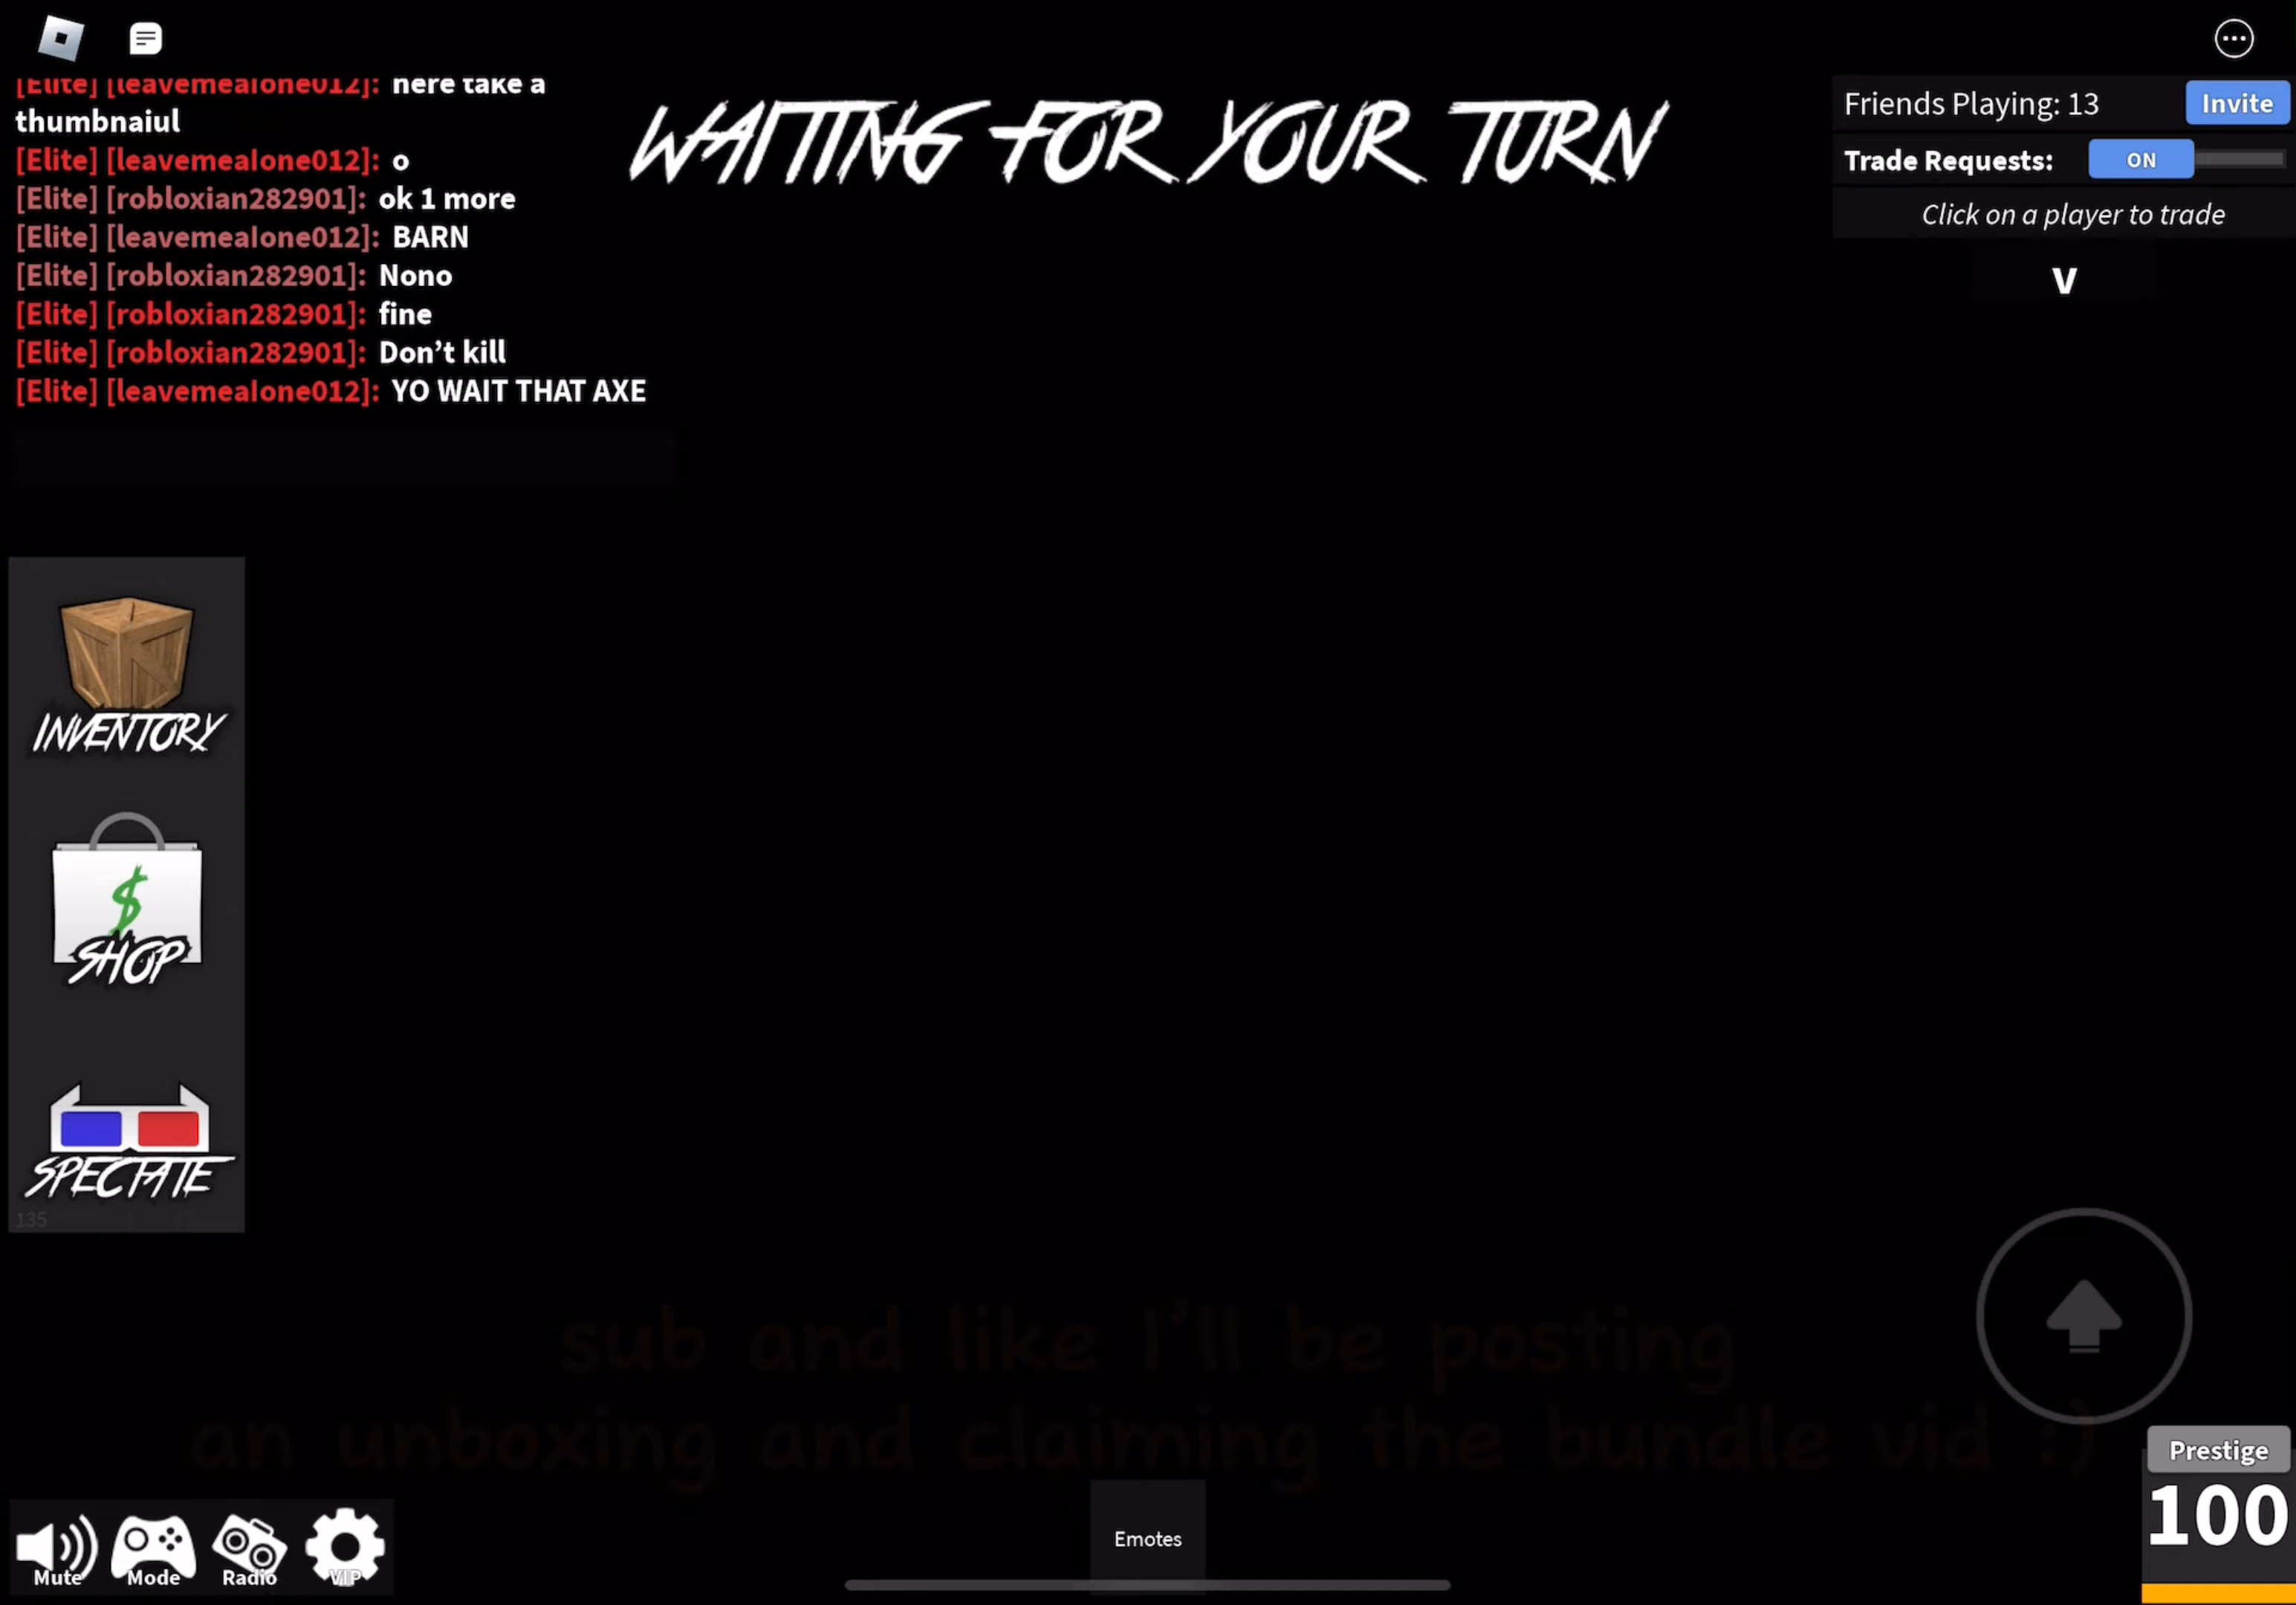 [Elite] [leavemealone012]: here take a
thumbnaiul
[Elite] [leavemealone012]: o
[Elite] [robloxian282901]: ok 1 more
[Elite] [leavemealone012]: BARN
[Elite] [robloxian282901]: Nono
[Elite] [robloxian282901]: fine
[Elite] [robloxian282901]: Don't kill
[Elite] [leavemealone012]: YO WAIT THAT AXE
WAITING FOR YOUR TURN
Friends Playing: 13 Invite
Trade Requests: ON
Click on a player to trade
V
INVENTORY
$
SHOP
SPECTATE
135
sub and like I'll be posting
an unboxing and claiming the bundle vid :)
Prestige
100
Emotes
Mute Mode Radio VIP